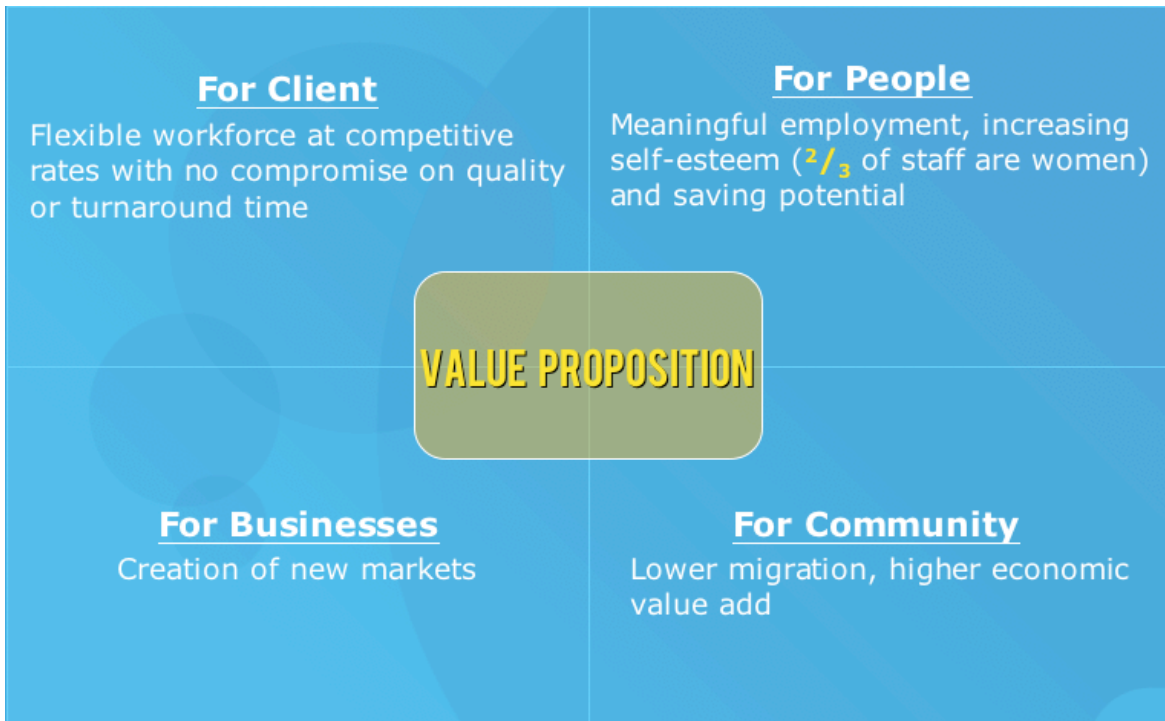 For Client
Flexible workforce at competitive
rates with no compromise on quality
or turnaround time
For People
Meaningful employment, increasing
self-esteem (2/3 of staff are women)
and saving potential
VALUE PROPOSITION
For Businesses
Creation of new markets
For Community
Lower migration, higher economic
value add